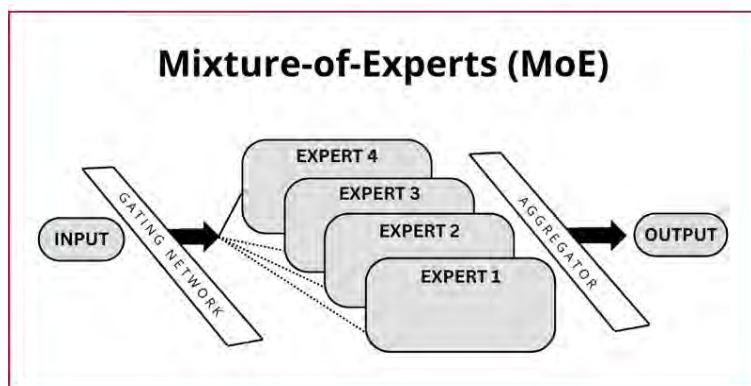 Mixture-of-Experts (MoE)
INPUT
GATING NETWORK
EXPERT 4
EXPERT 3
EXPERT 2
EXPERT 1
AGGREGATOR
OUTPUT